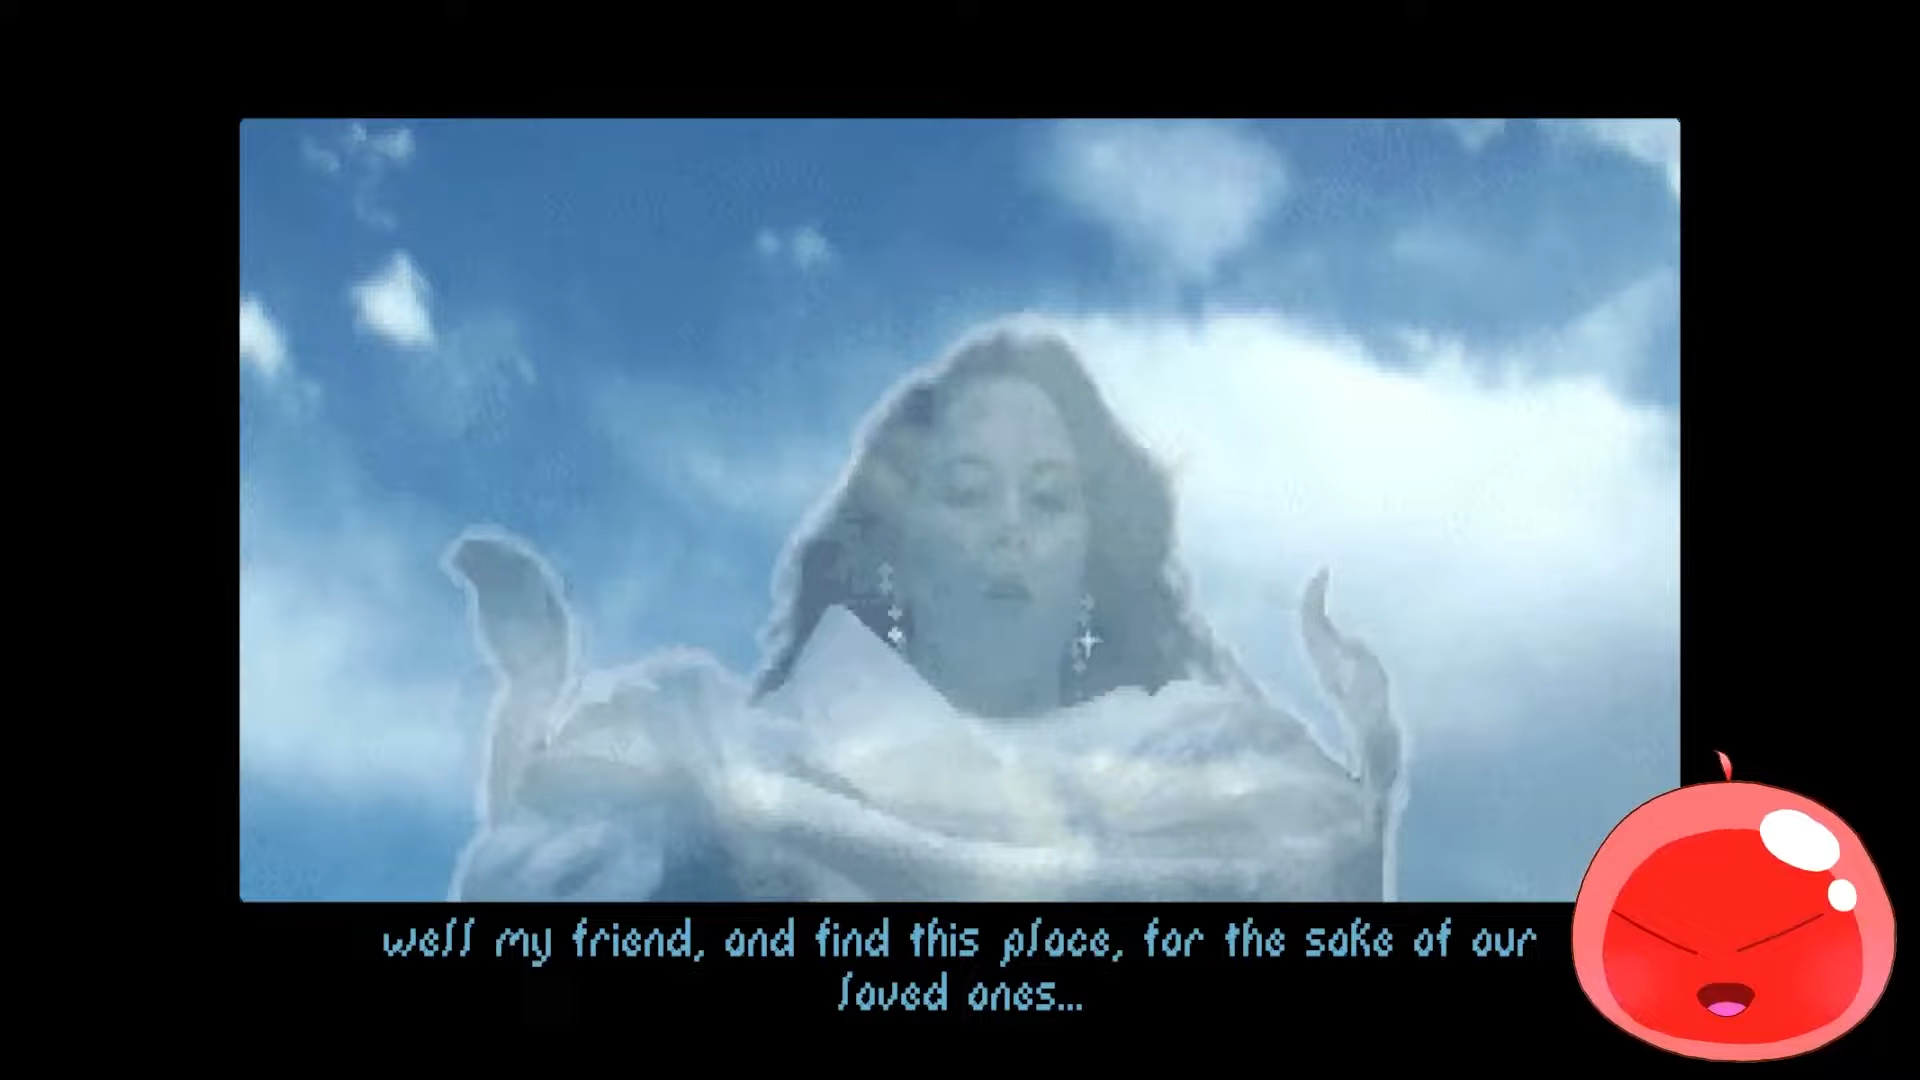 well my friend, and find this place, for the sake of our
loved ones...